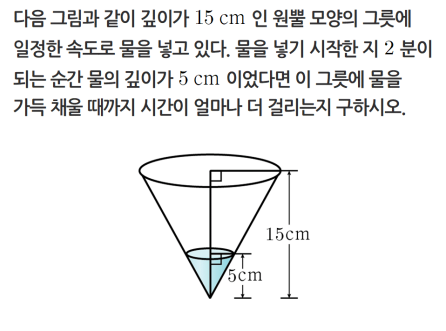 다음 그림과 같이 깊이가 15 cm 인 원뿔 모양의 그릇에
일정한 속도로 물을 넣고 있다. 물을 넣기 시작한 지 2 분이
되는 순간 물의 깊이가 5 cm 이었다면 이 그릇에 물을
가득 채울 때까지 시간이 얼마나 더 걸리는지 구하시오.
15cm
5cm